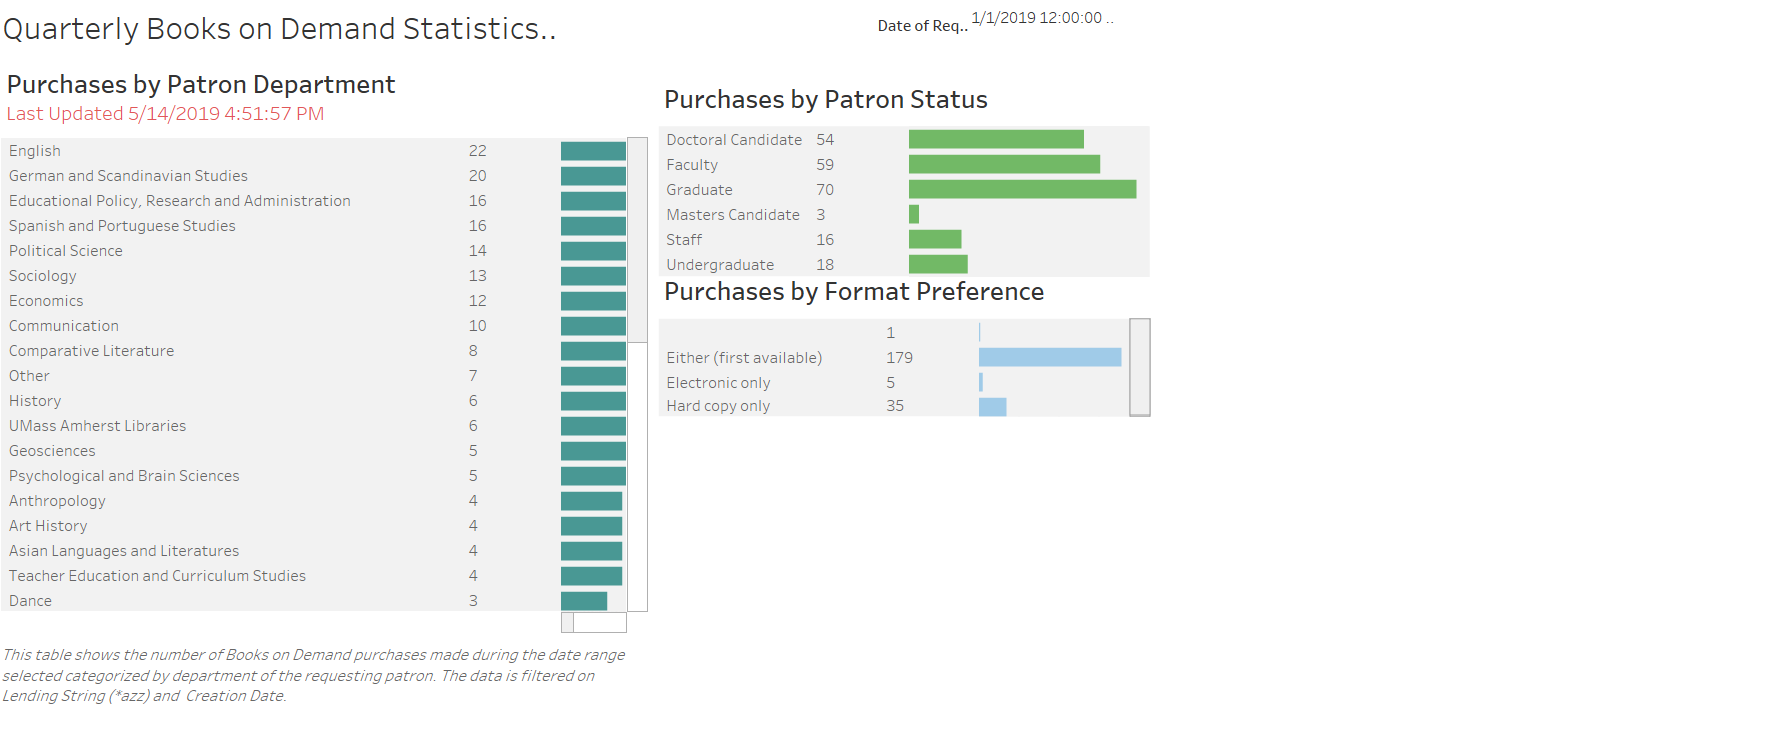 Quarterly Books on Demand Statistics..
Date of Req.. 1/1/2019 12:00:00 ..
Purchases by Patron Department
Last Updated 5/14/2019 4:51:57 PM
English 22
German and Scandinavian Studies 20
Educational Policy, Research and Administration 16
Spanish and Portuguese Studies 16
Political Science 14
Sociology 13
Economics 12
Communication 10
Comparative Literature 8
Other 7
History 6
UMass Amherst Libraries 6
Geosciences 5
Psychological and Brain Sciences 5
Anthropology 4
Art History 4
Asian Languages and Literatures 4
Teacher Education and Curriculum Studies 4
Dance 3
This table shows the number of Books on Demand purchases made during the date range
selected categorized by department of the requesting patron. The data is filtered on
Lending String (*azz) and  Creation Date.
Purchases by Patron Status
Doctoral Candidate 54
Faculty 59
Graduate 70
Masters Candidate 3
Staff 16
Undergraduate 18
Purchases by Format Preference
1
Either (first available) 179
Electronic only 5
Hard copy only 35